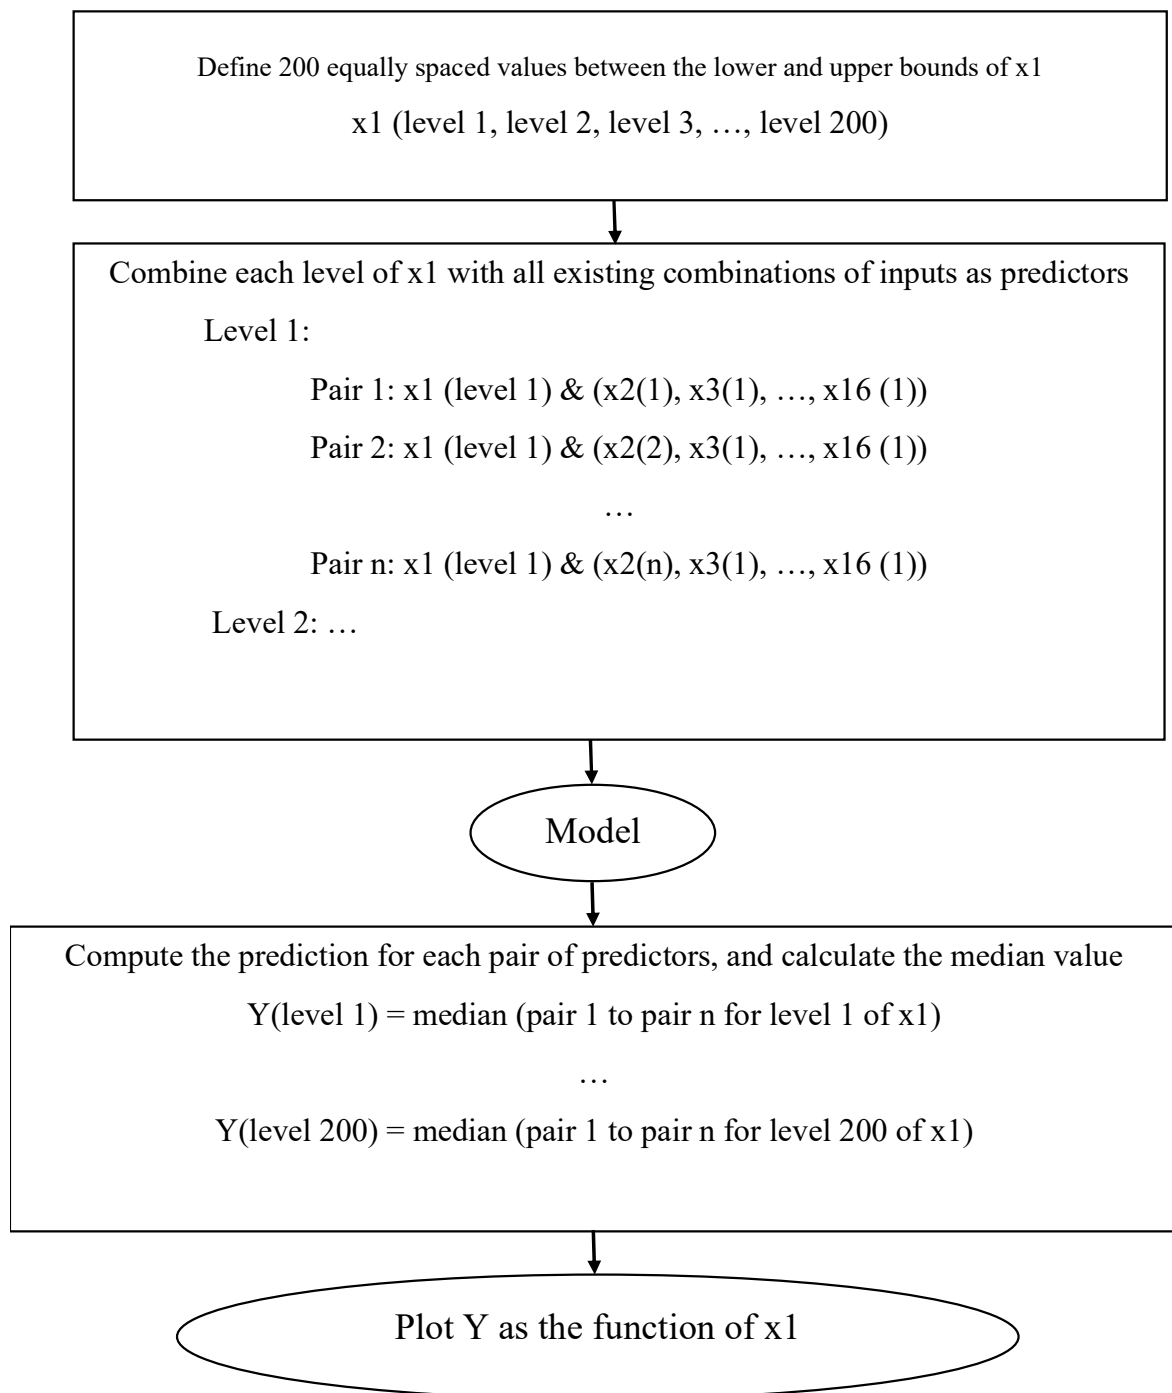 Define 200 equally spaced values between the lower and upper bounds of x1
x1 (level 1, level 2, level 3, …, level 200)
Combine each level of x1 with all existing combinations of inputs as predictors
Level 1:
Pair 1: x1 (level 1) & (x2(1), x3(1), …, x16 (1))
Pair 2: x1 (level 1) & (x2(2), x3(1), …, x16 (1))
…
Pair n: x1 (level 1) & (x2(n), x3(1), …, x16 (1))
Level 2: …
Model
Compute the prediction for each pair of predictors, and calculate the median value
Y(level 1) = median (pair 1 to pair n for level 1 of x1)
…
Y(level 200) = median (pair 1 to pair n for level 200 of x1)
Plot Y as the function of x1